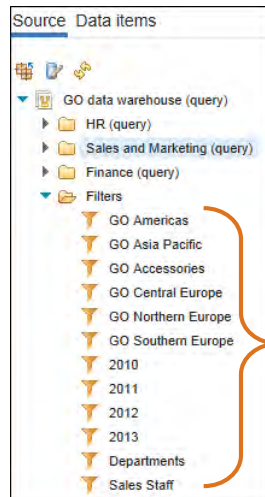 Source Data items
GO data warehouse (query)
HR (query)
Sales and Marketing (query)
Finance (query)
Filters
GO Americas
GO Asia Pacific
GO Accessories
GO Central Europe
GO Northern Europe
GO Southern Europe
2010
2011
2012
2013
Departments
Sales Staff